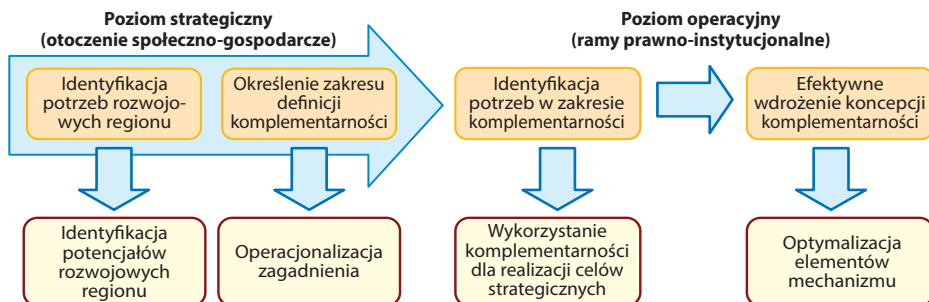 Poziom strategiczny
(otoczenie społeczno-gospodarcze)
Poziom operacyjny
(ramy prawno-instytucjonalne)
Identyfikacja
potrzeb rozwojo-
wych regionu
Określenie zakresu
definicji
komplementarności
Identyfikacja
potrzeb w zakresie
komplementarności
Efektywne
wdrożenie koncepcji
komplementarności
Identyfikacja
potencjałów
rozwojowych
regionu
Operacjonalizacja
zagadnienia
Wykorzystanie
komplementarności
dla realizacji celów
strategicznych
Optymalizacja
elementów
mechanizmu